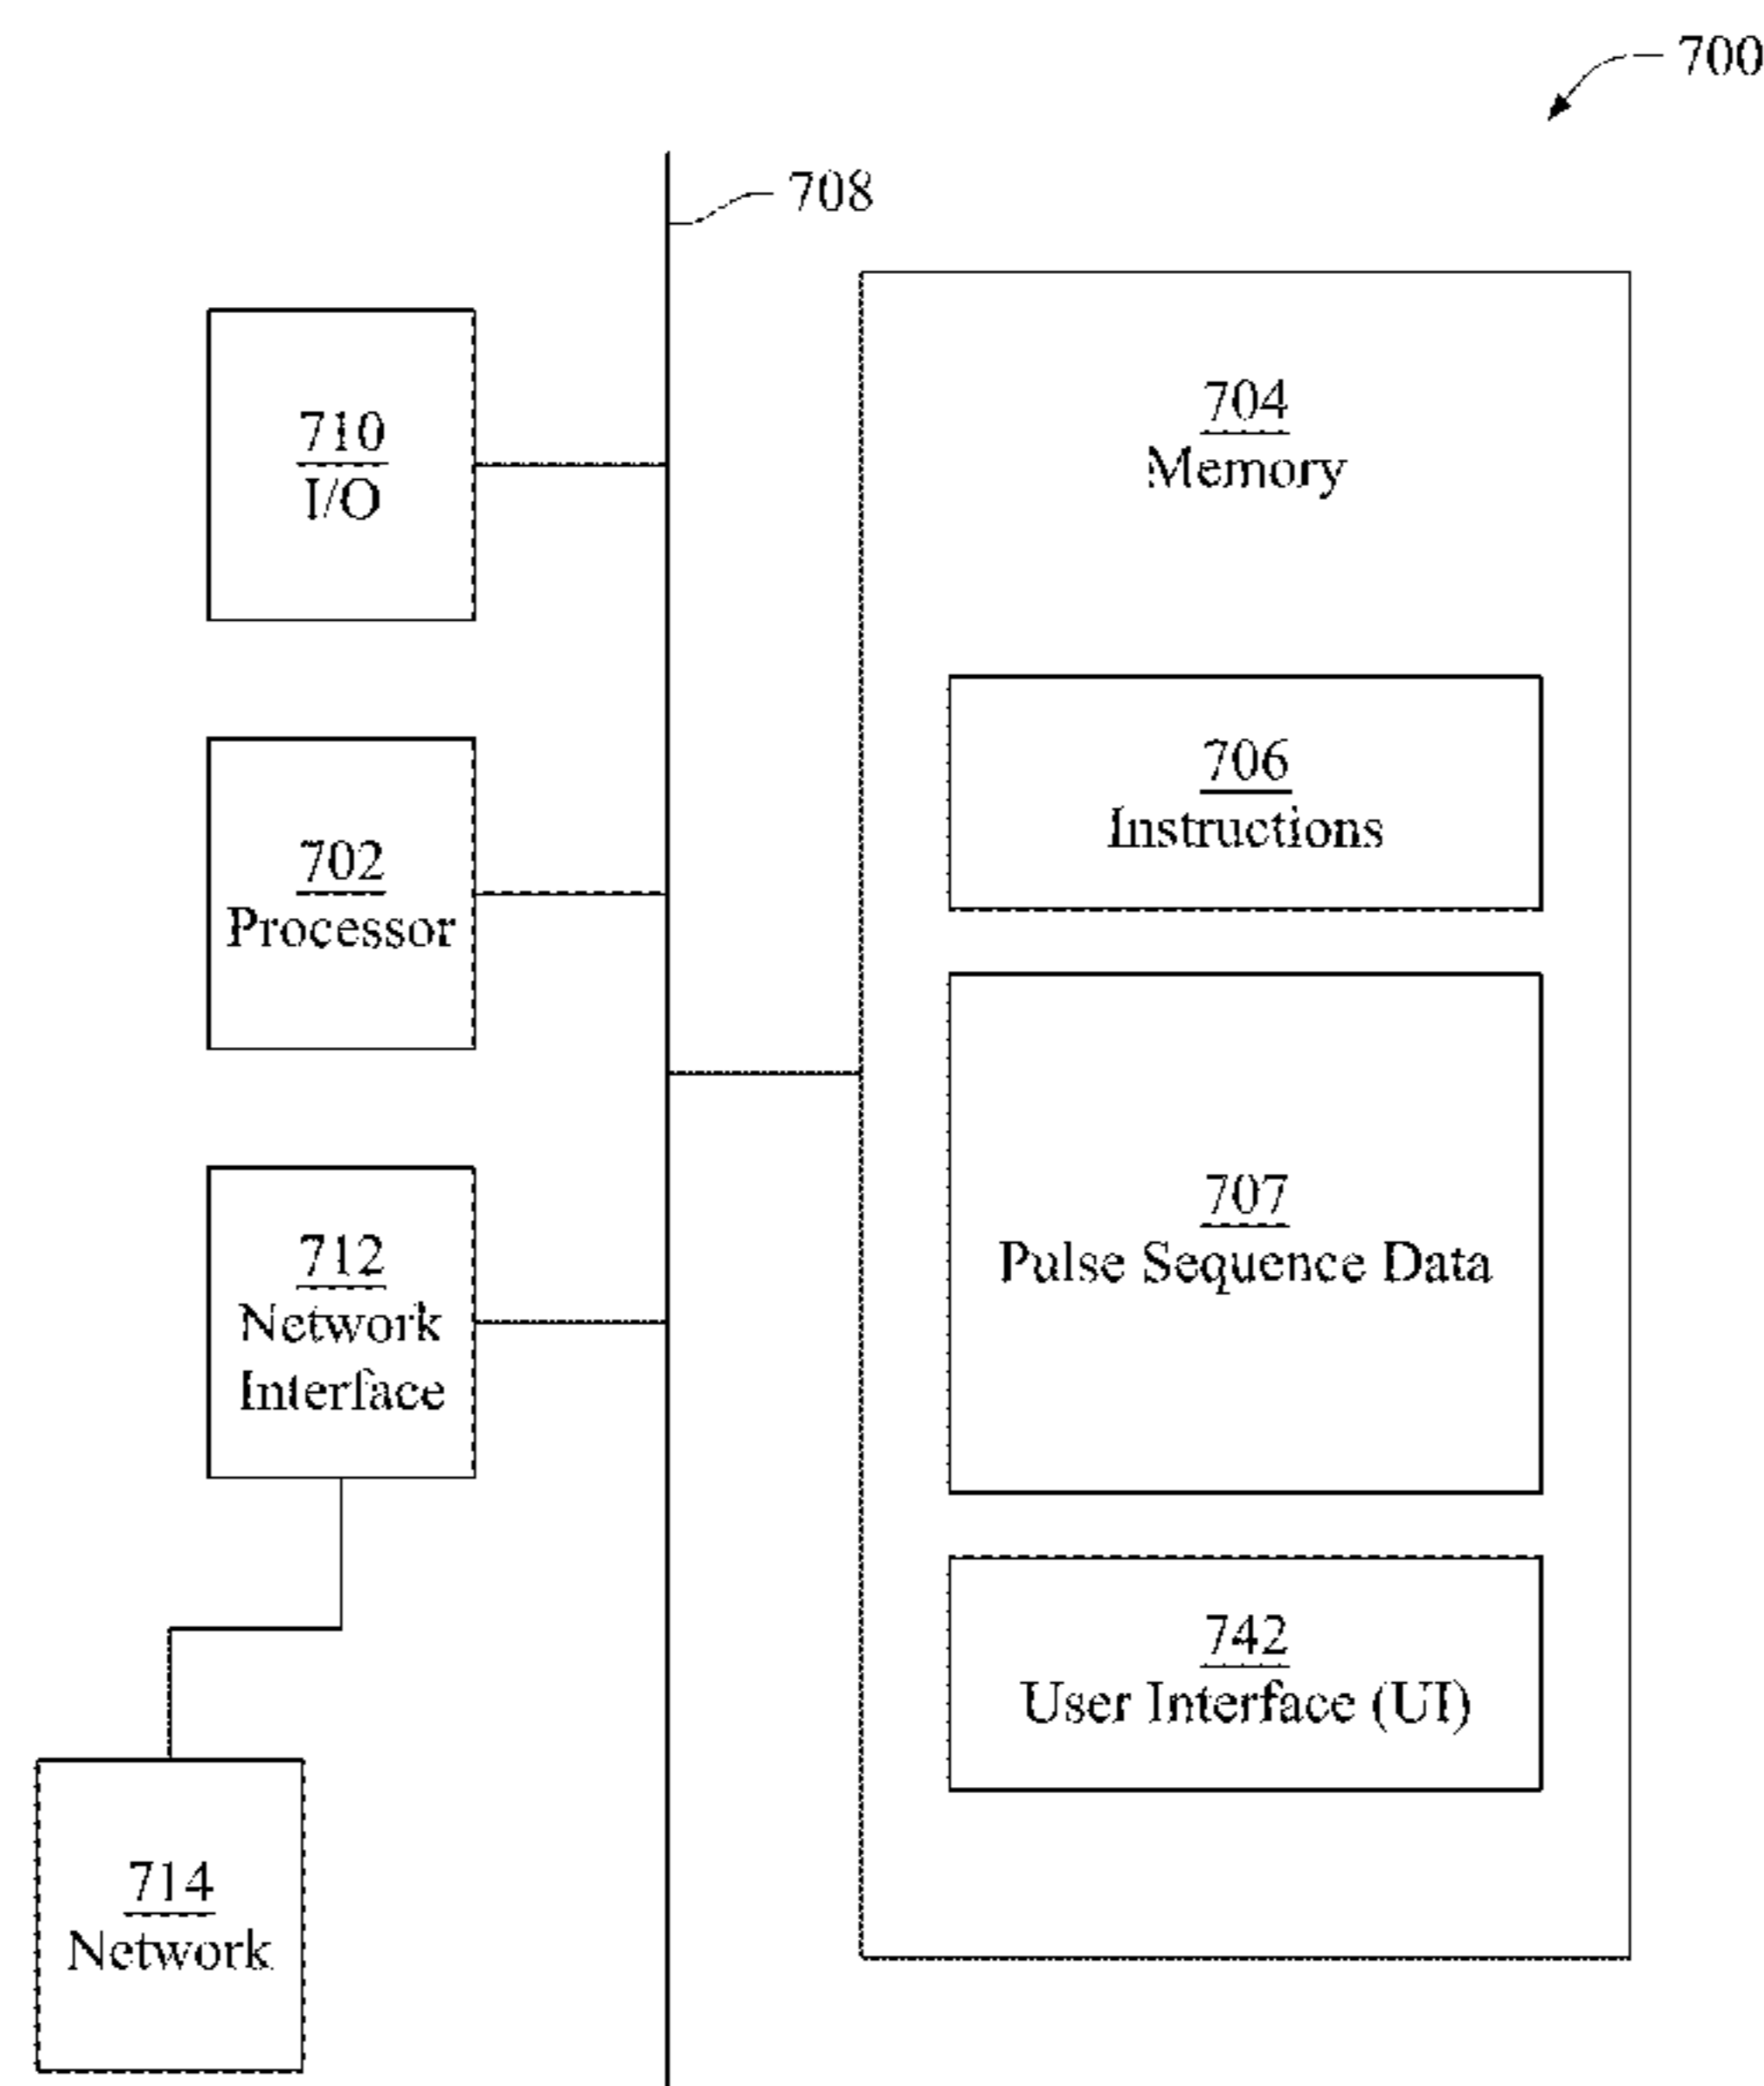 700
708
710
I/O
704
Memory
706
Instructions
702
Processor
707
Pulse Sequence Data
712
Network
Interface
742
User Interface (UI)
714
Network